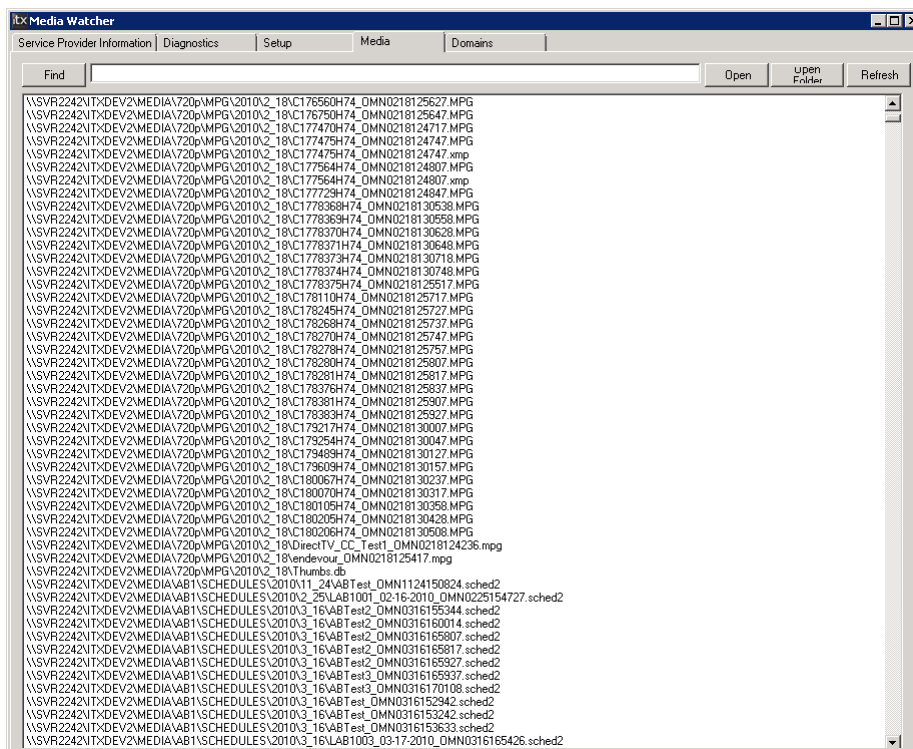 itx Media Watcher
Service Provider Information Diagnostics Setup Media Domains
Find Open Open Folder Refresh
\\SVR2242\ITXDEV2\MEDIA\720p\MPG\2010\2_18\C176560H74_OMN0218125627.MPG
\\SVR2242\ITXDEV2\MEDIA\720p\MPG\2010\2_18\C176750H74_OMN0218125647.MPG
\\SVR2242\ITXDEV2\MEDIA\720p\MPG\2010\2_18\C177470H74_OMN0218124717.MPG
\\SVR2242\ITXDEV2\MEDIA\720p\MPG\2010\2_18\C177475H74_OMN0218124747.MPG
\\SVR2242\ITXDEV2\MEDIA\720p\MPG\2010\2_18\C177475H74_OMN0218124747.xmp
\\SVR2242\ITXDEV2\MEDIA\720p\MPG\2010\2_18\C177564H74_OMN0218124807.MPG
\\SVR2242\ITXDEV2\MEDIA\720p\MPG\2010\2_18\C177564H74_OMN0218124807.xmp
\\SVR2242\ITXDEV2\MEDIA\720p\MPG\2010\2_18\C177729H74_OMN0218124847.MPG
\\SVR2242\ITXDEV2\MEDIA\720p\MPG\2010\2_18\C1778368H74_OMN0218130538.MPG
\\SVR2242\ITXDEV2\MEDIA\720p\MPG\2010\2_18\C1778369H74_OMN0218130558.MPG
\\SVR2242\ITXDEV2\MEDIA\720p\MPG\2010\2_18\C1778370H74_OMN0218130628.MPG
\\SVR2242\ITXDEV2\MEDIA\720p\MPG\2010\2_18\C1778371H74_OMN0218130648.MPG
\\SVR2242\ITXDEV2\MEDIA\720p\MPG\2010\2_18\C1778373H74_OMN0218130718.MPG
\\SVR2242\ITXDEV2\MEDIA\720p\MPG\2010\2_18\C1778374H74_OMN0218130748.MPG
\\SVR2242\ITXDEV2\MEDIA\720p\MPG\2010\2_18\C1778375H74_OMN0218125517.MPG
\\SVR2242\ITXDEV2\MEDIA\720p\MPG\2010\2_18\C178110H74_OMN0218125717.MPG
\\SVR2242\ITXDEV2\MEDIA\720p\MPG\2010\2_18\C178245H74_OMN0218125727.MPG
\\SVR2242\ITXDEV2\MEDIA\720p\MPG\2010\2_18\C178268H74_OMN0218125737.MPG
\\SVR2242\ITXDEV2\MEDIA\720p\MPG\2010\2_18\C178270H74_OMN0218125747.MPG
\\SVR2242\ITXDEV2\MEDIA\720p\MPG\2010\2_18\C178278H74_OMN0218125757.MPG
\\SVR2242\ITXDEV2\MEDIA\720p\MPG\2010\2_18\C178280H74_OMN0218125807.MPG
\\SVR2242\ITXDEV2\MEDIA\720p\MPG\2010\2_18\C178281H74_OMN0218125817.MPG
\\SVR2242\ITXDEV2\MEDIA\720p\MPG\2010\2_18\C178376H74_OMN0218125837.MPG
\\SVR2242\ITXDEV2\MEDIA\720p\MPG\2010\2_18\C178381H74_OMN0218125907.MPG
\\SVR2242\ITXDEV2\MEDIA\720p\MPG\2010\2_18\C178383H74_OMN0218125927.MPG
\\SVR2242\ITXDEV2\MEDIA\720p\MPG\2010\2_18\C179217H74_OMN0218130007.MPG
\\SVR2242\ITXDEV2\MEDIA\720p\MPG\2010\2_18\C179254H74_OMN0218130047.MPG
\\SVR2242\ITXDEV2\MEDIA\720p\MPG\2010\2_18\C179489H74_OMN0218130127.MPG
\\SVR2242\ITXDEV2\MEDIA\720p\MPG\2010\2_18\C179609H74_OMN0218130157.MPG
\\SVR2242\ITXDEV2\MEDIA\720p\MPG\2010\2_18\C180067H74_OMN0218130237.MPG
\\SVR2242\ITXDEV2\MEDIA\720p\MPG\2010\2_18\C180070H74_OMN0218130317.MPG
\\SVR2242\ITXDEV2\MEDIA\720p\MPG\2010\2_18\C180105H74_OMN0218130358.MPG
\\SVR2242\ITXDEV2\MEDIA\720p\MPG\2010\2_18\C180205H74_OMN0218130428.MPG
\\SVR2242\ITXDEV2\MEDIA\720p\MPG\2010\2_18\C180206H74_OMN0218130508.MPG
\\SVR2242\ITXDEV2\MEDIA\720p\MPG\2010\2_18\DirectTV_CC_Test1_OMN0218124236.mpg
\\SVR2242\ITXDEV2\MEDIA\720p\MPG\2010\2_18\endevour_OMN0218125417.mpg
\\SVR2242\ITXDEV2\MEDIA\720p\MPG\2010\2_18\Thumbs.db
\\SVR2242\ITXDEV2\MEDIA\AB1\SCHEDULES\2010\11_24\ABTest_OMN1124150824.sched2
\\SVR2242\ITXDEV2\MEDIA\AB1\SCHEDULES\2010\2_25\LAB1001_02-16-2010_OMN0225154727.sched2
\\SVR2242\ITXDEV2\MEDIA\AB1\SCHEDULES\2010\3_16\ABTest2_OMN0316155344.sched2
\\SVR2242\ITXDEV2\MEDIA\AB1\SCHEDULES\2010\3_16\ABTest2_OMN0316160014.sched2
\\SVR2242\ITXDEV2\MEDIA\AB1\SCHEDULES\2010\3_16\ABTest2_OMN0316165807.sched2
\\SVR2242\ITXDEV2\MEDIA\AB1\SCHEDULES\2010\3_16\ABTest2_OMN0316165817.sched2
\\SVR2242\ITXDEV2\MEDIA\AB1\SCHEDULES\2010\3_16\ABTest2_OMN0316165927.sched2
\\SVR2242\ITXDEV2\MEDIA\AB1\SCHEDULES\2010\3_16\ABTest3_OMN0316165937.sched2
\\SVR2242\ITXDEV2\MEDIA\AB1\SCHEDULES\2010\3_16\ABTest3_OMN0316170108.sched2
\\SVR2242\ITXDEV2\MEDIA\AB1\SCHEDULES\2010\3_16\ABTest_OMN0316152942.sched2
\\SVR2242\ITXDEV2\MEDIA\AB1\SCHEDULES\2010\3_16\ABTest_OMN0316153242.sched2
\\SVR2242\ITXDEV2\MEDIA\AB1\SCHEDULES\2010\3_16\ABTest_OMN0316153633.sched2
\\SVR2242\ITXDEV2\MEDIA\AB1\SCHEDULES\2010\3_16\LAB1003_03-17-2010_OMN0316165426.sched2